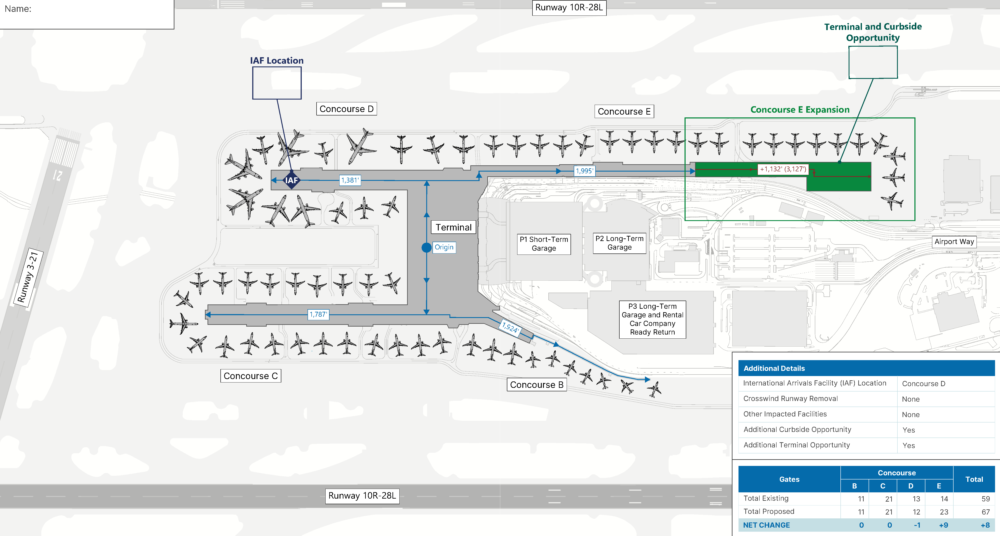 Name:
Runway 10R-28L
Terminal and Curbside
Opportunity
IAF Location
Concourse D
Concourse E
Concourse E Expansion
21
IAF
1,381'
1,995'
+1,132' (3,127')
Terminal
Origin
P1 Short-Term
Garage
P2 Long-Term
Garage
Airport Way
Runway 3-21
1,787'
1,924'
P3 Long-Term
Garage and Rental
Car Company
Ready Return
Concourse C
Concourse B
Runway 10R-28L
Additional Details
International Arrivals Facility (IAF) Location Concourse D
Crosswind Runway Removal None
Other Impacted Facilities None
Additional Curbside Opportunity Yes
Additional Terminal Opportunity Yes
Gates Concourse Total
B C D E
Total Existing 11 21 13 14 59
Total Proposed 11 21 12 23 67
NET CHANGE 0 0 -1 +9 +8